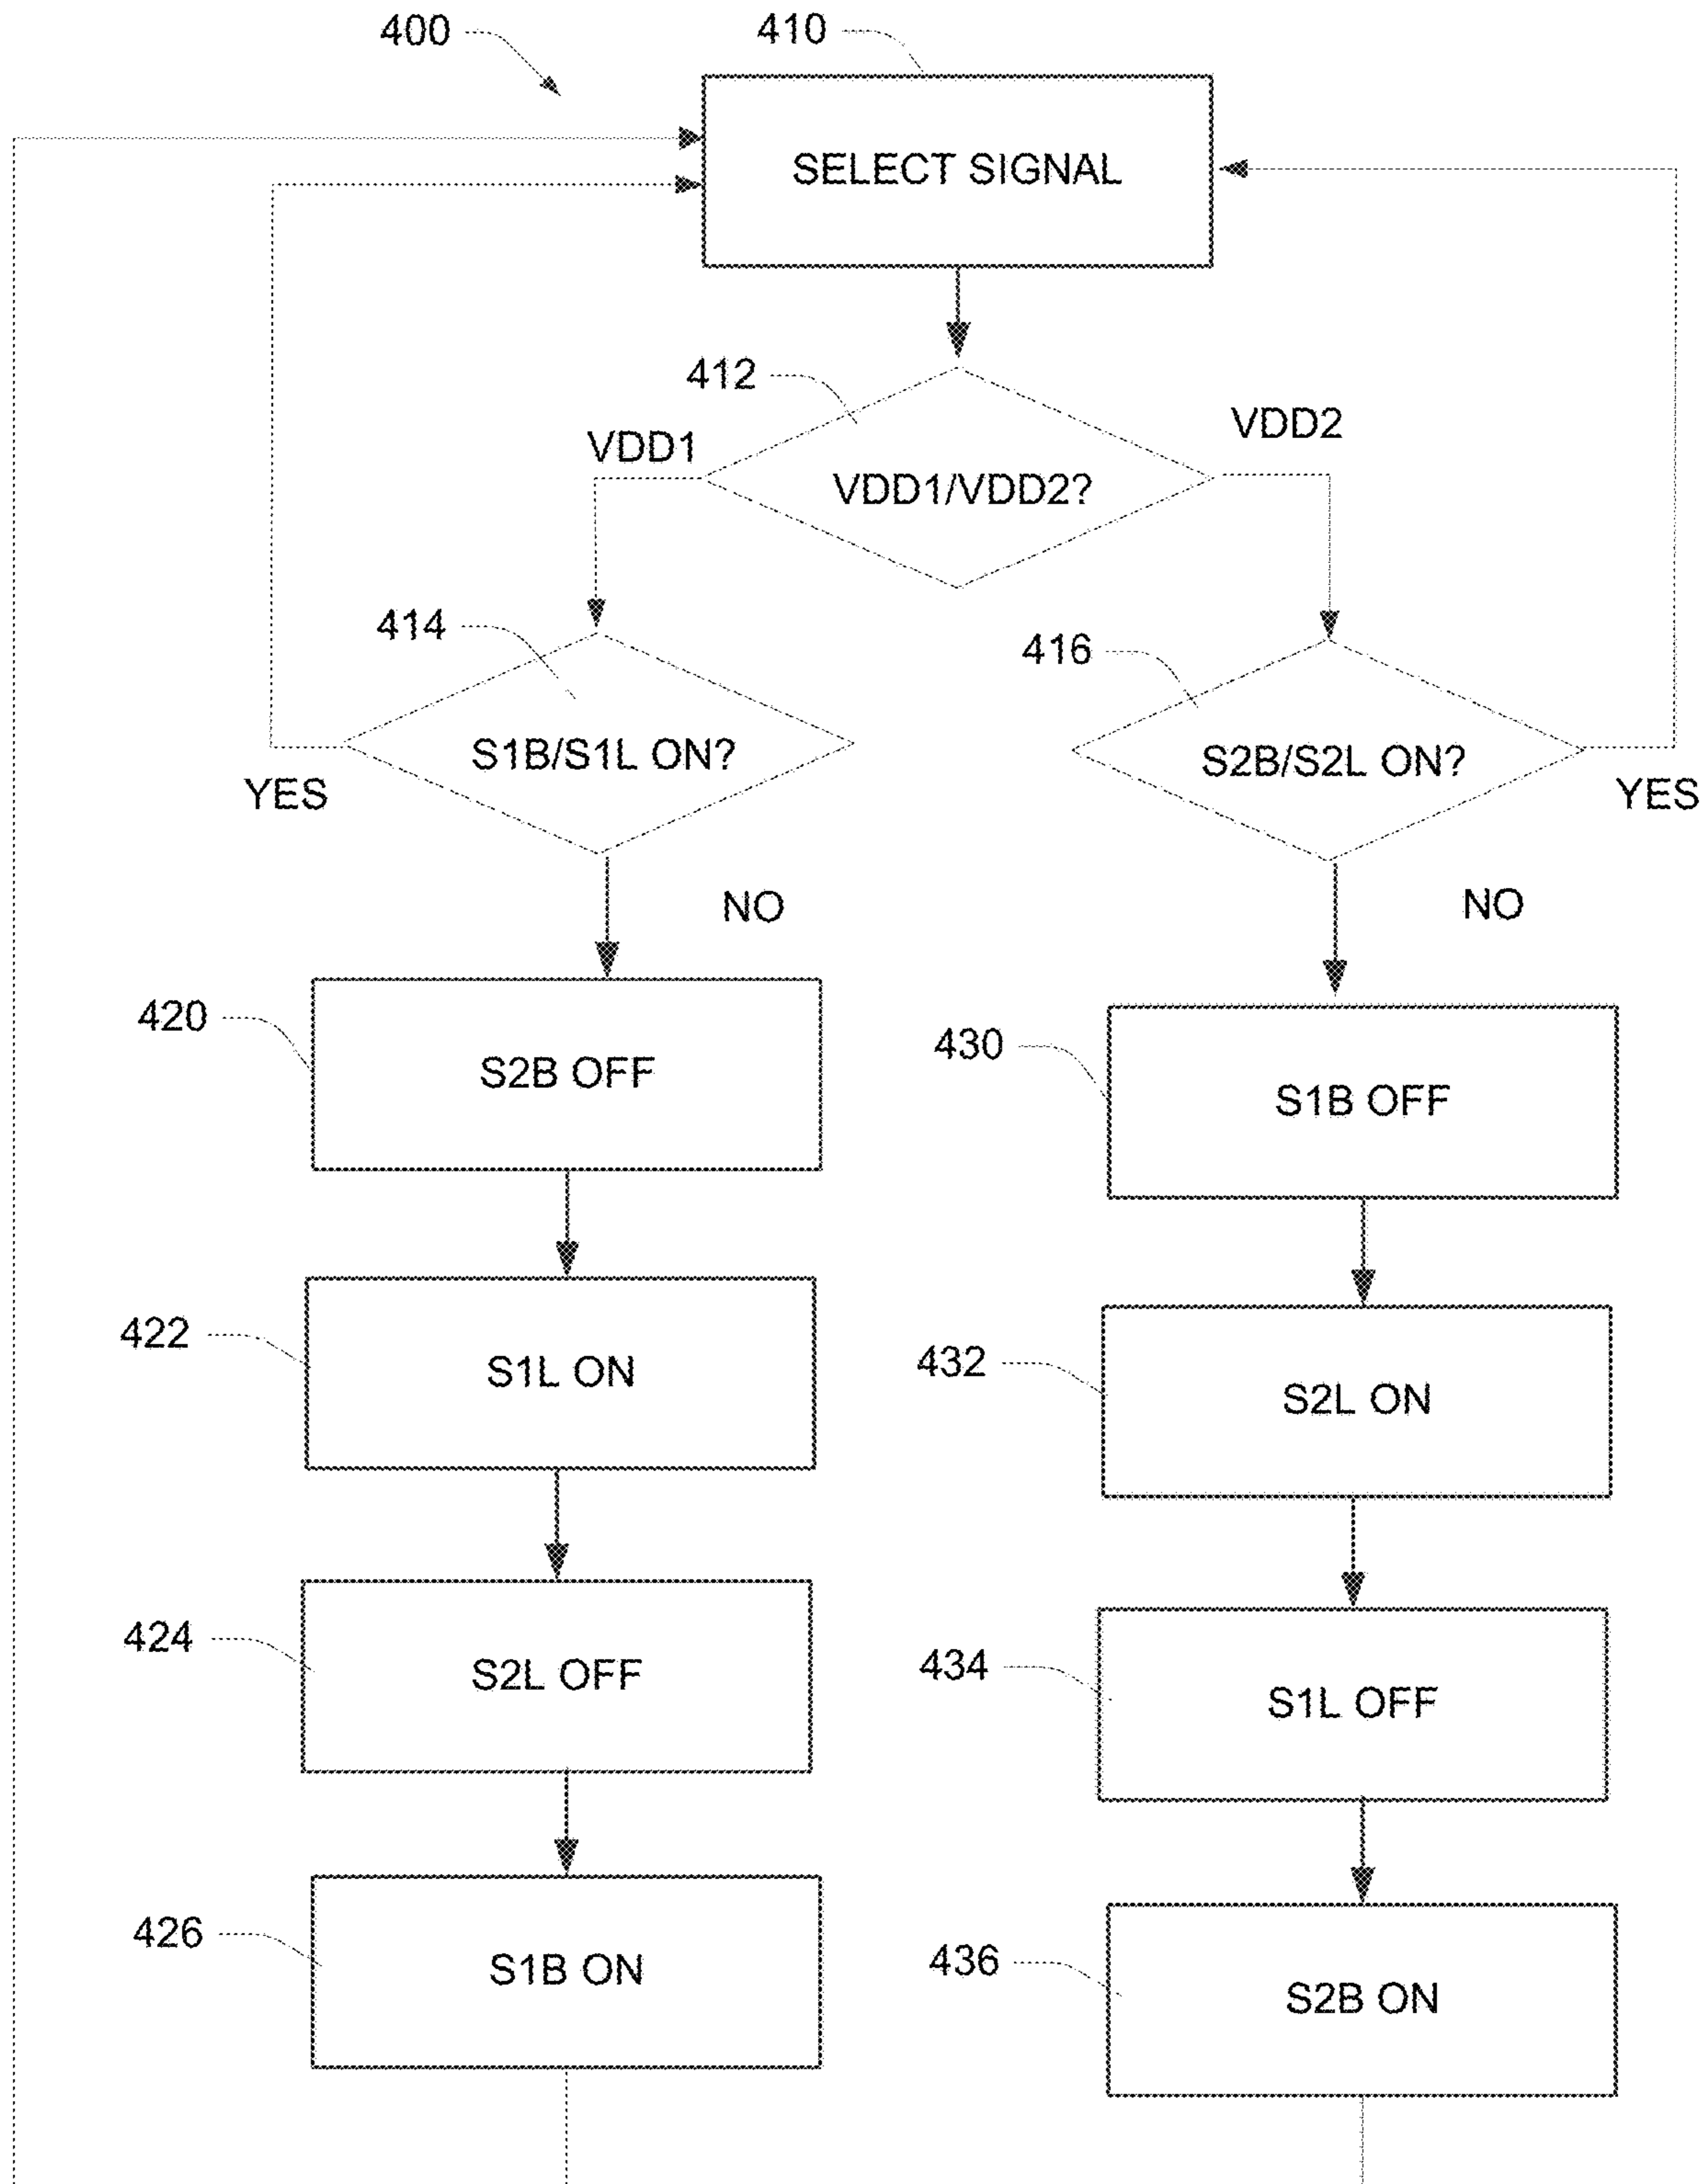 400
410
SELECT SIGNAL
412
VDD1
VDD2
VDD1/VDD2?
414
416
S1B/S1L ON?
S2B/S2L ON?
YES
YES
NO
NO
420
S2B OFF
430
S1B OFF
422
S1L ON
432
S2L ON
424
S2L OFF
434
S1L OFF
426
S1B ON
436
S2B ON